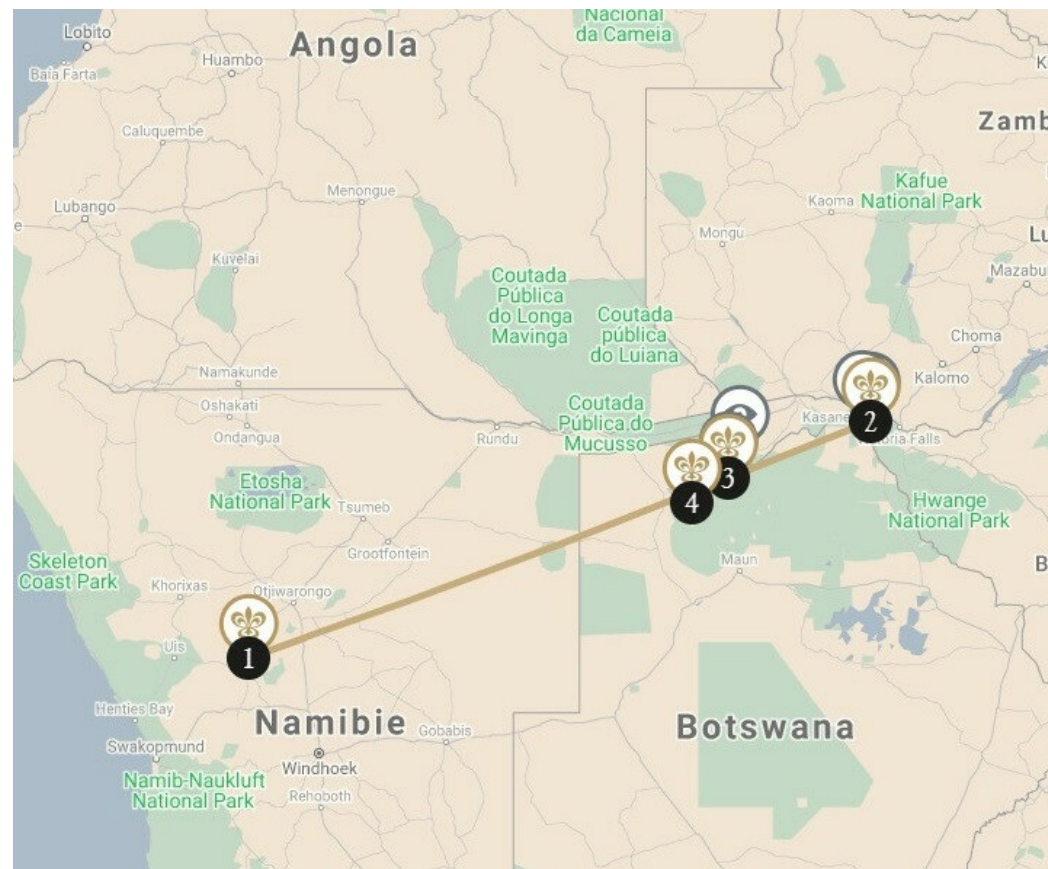 Nacional
da Cameia
Lobito
Angola
Huambo
Baía Farta
K
Zamb
Caluquembe
Kafue
National Park
Menongue
Kaoma
Lubango
e
Mongu
Lu
Kuvelai
Mazabu
Coutada
Pública
do Longa
Mavinga
Coutada
pública
do Luiana
Choma
Namakunde
Kalomo
Oshakati
Coutada
Pública do
Mucusso
Kasane
2
Ondangua
Rundu
Victoria Falls
Etosha
National Park
3
Tsumeb
4
Hwange
National Park
Grootfontein
Skeleton
Coast Park
Maun
B
Khorixas
Otjiwarongo
Uis
1
Henties Bay
Namibie
Gobabis
Botswana
Swakopmund
Windhoek
Namib-Naukluft
National Park
Rehoboth